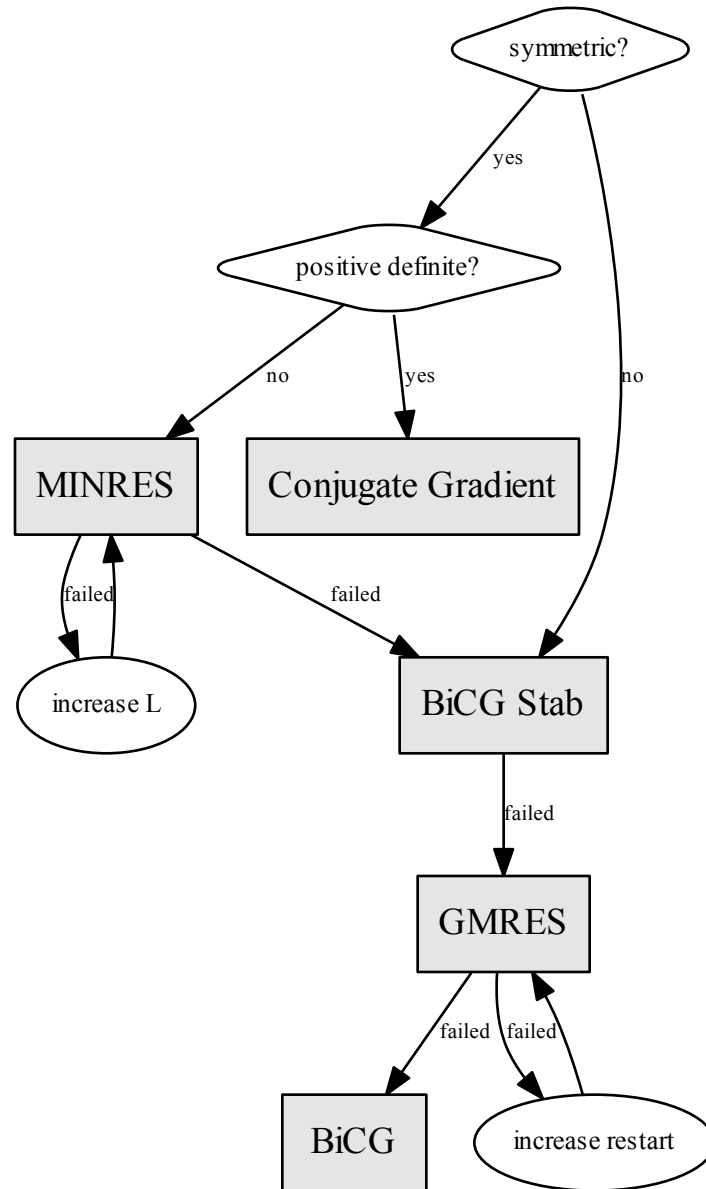 symmetric?
yes
positive definite?
no
yes
no
MINRES
Conjugate Gradient
failed
failed
increase L
BiCG Stab
failed
GMRES
failed
failed
BiCG
increase restart